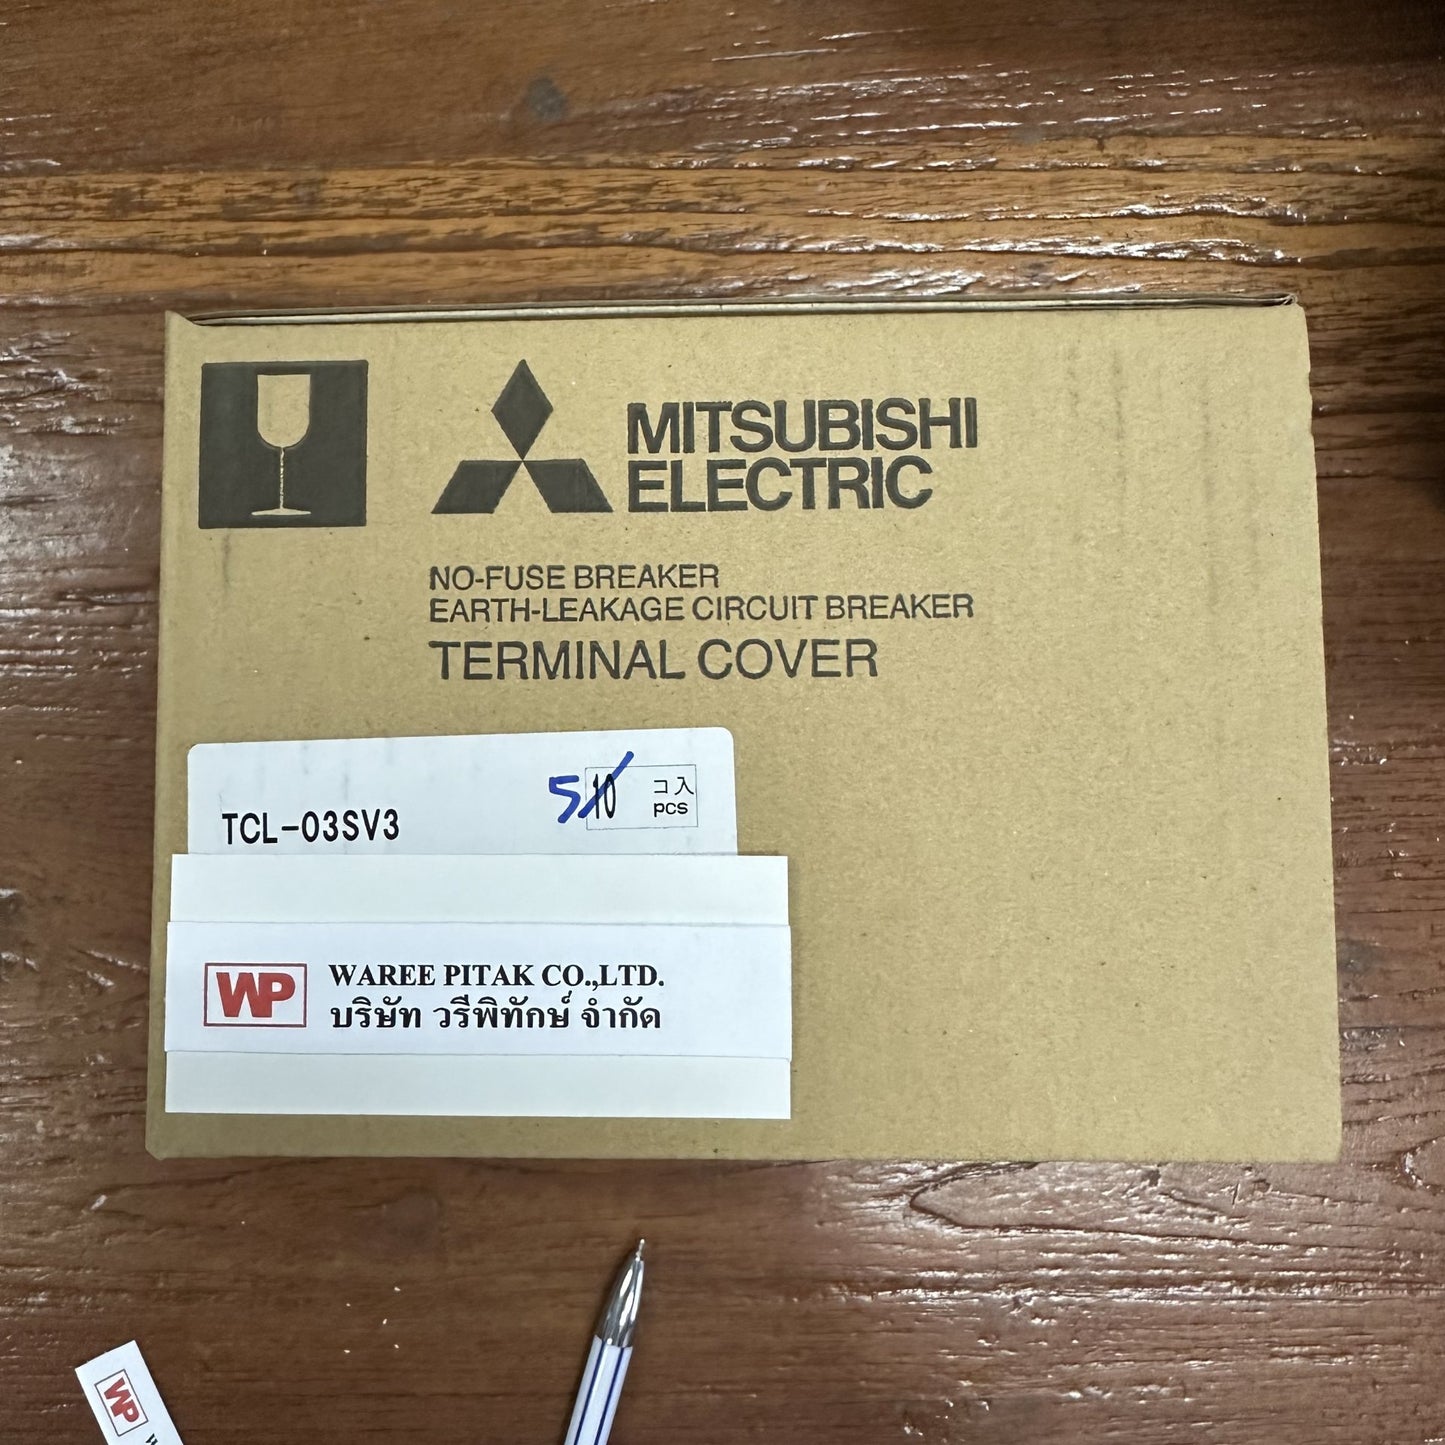 MITSUBISHI
ELECTRIC
NO-FUSE BREAKER
EARTH-LEAKAGE CIRCUIT BREAKER
TERMINAL COVER
5 10 コ入
pcs
TCL-03SV3
WP
WAREE PITAK CO.,LTD.
บริษัท วรีพิทักษ์ จำกัด
WP